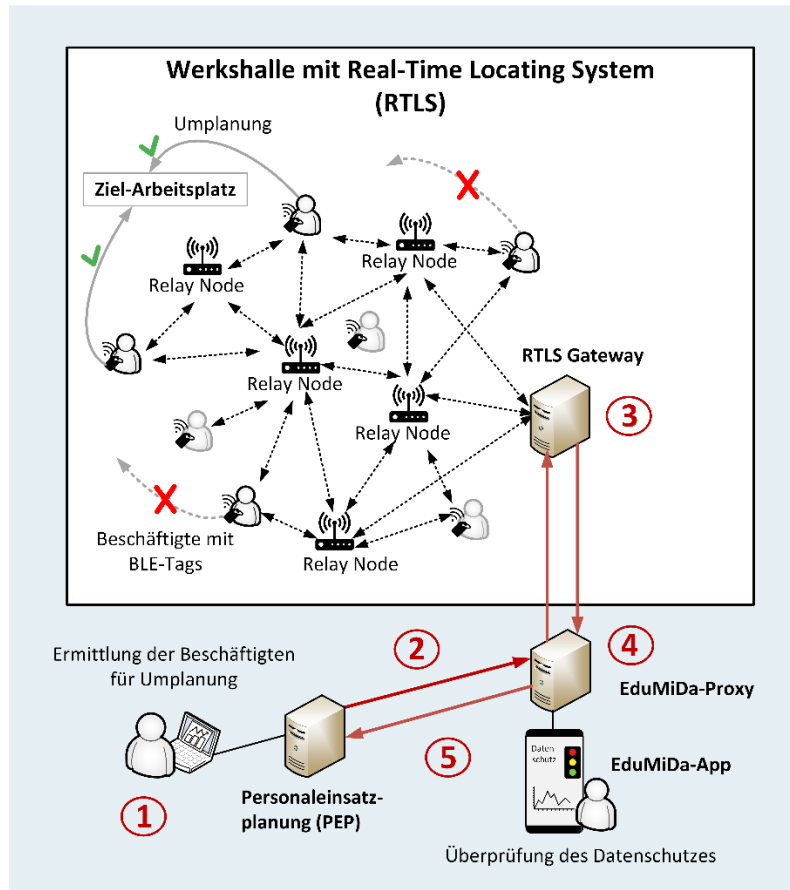 Werkshalle mit Real-Time Locating System
(RTLS)
Umplanung
Ziel-Arbeitsplatz
Relay Node
Relay Node
RTLS Gateway
Relay Node
3
Relay Node
Beschäftigte mit
BLE-Tags
Relay Node
Ermittlung der Beschäftigten
für Umplanung
2
4
EduMiDa-Proxy
5
Daten
schutz
EduMiDa-App
1
Personaleinsatz-
planung (PEP)
Überprüfung des Datenschutzes